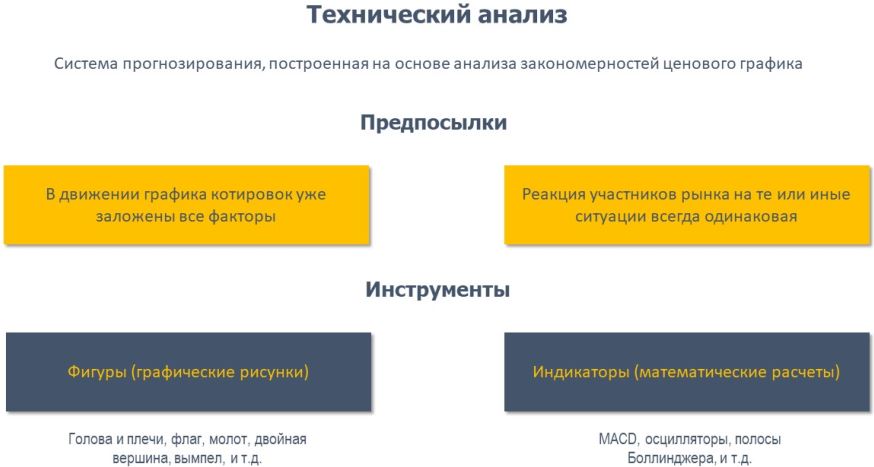 Технический анализ
Система прогнозирования, построенная на основе анализа закономерностей ценового графика
Предпосылки
В движении графика котировок уже
заложены все факторы
Реакция участников рынка на те или иные
ситуации всегда одинаковая
Инструменты
Фигуры (графические рисунки)
Индикаторы (математические расчеты)
Голова и плечи, флаг, молот, двойная
вершина, вымпел, и т.д.
MACD, осцилляторы, полосы
Боллинджера, и т.д.